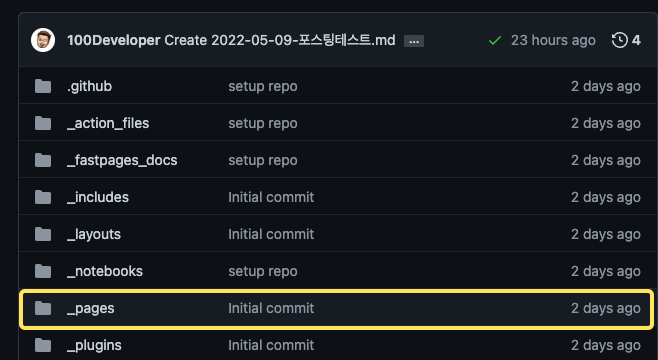 100Developer Create 2022-05-09-포스팅테스트.md ... 23 hours ago 4
.github setup repo 2 days ago
_action_files setup repo 2 days ago
_fastpages_docs setup repo 2 days ago
_includes Initial commit 2 days ago
_layouts Initial commit 2 days ago
_notebooks setup repo 2 days ago
_pages Initial commit 2 days ago
_plugins Initial commit 2 days ago